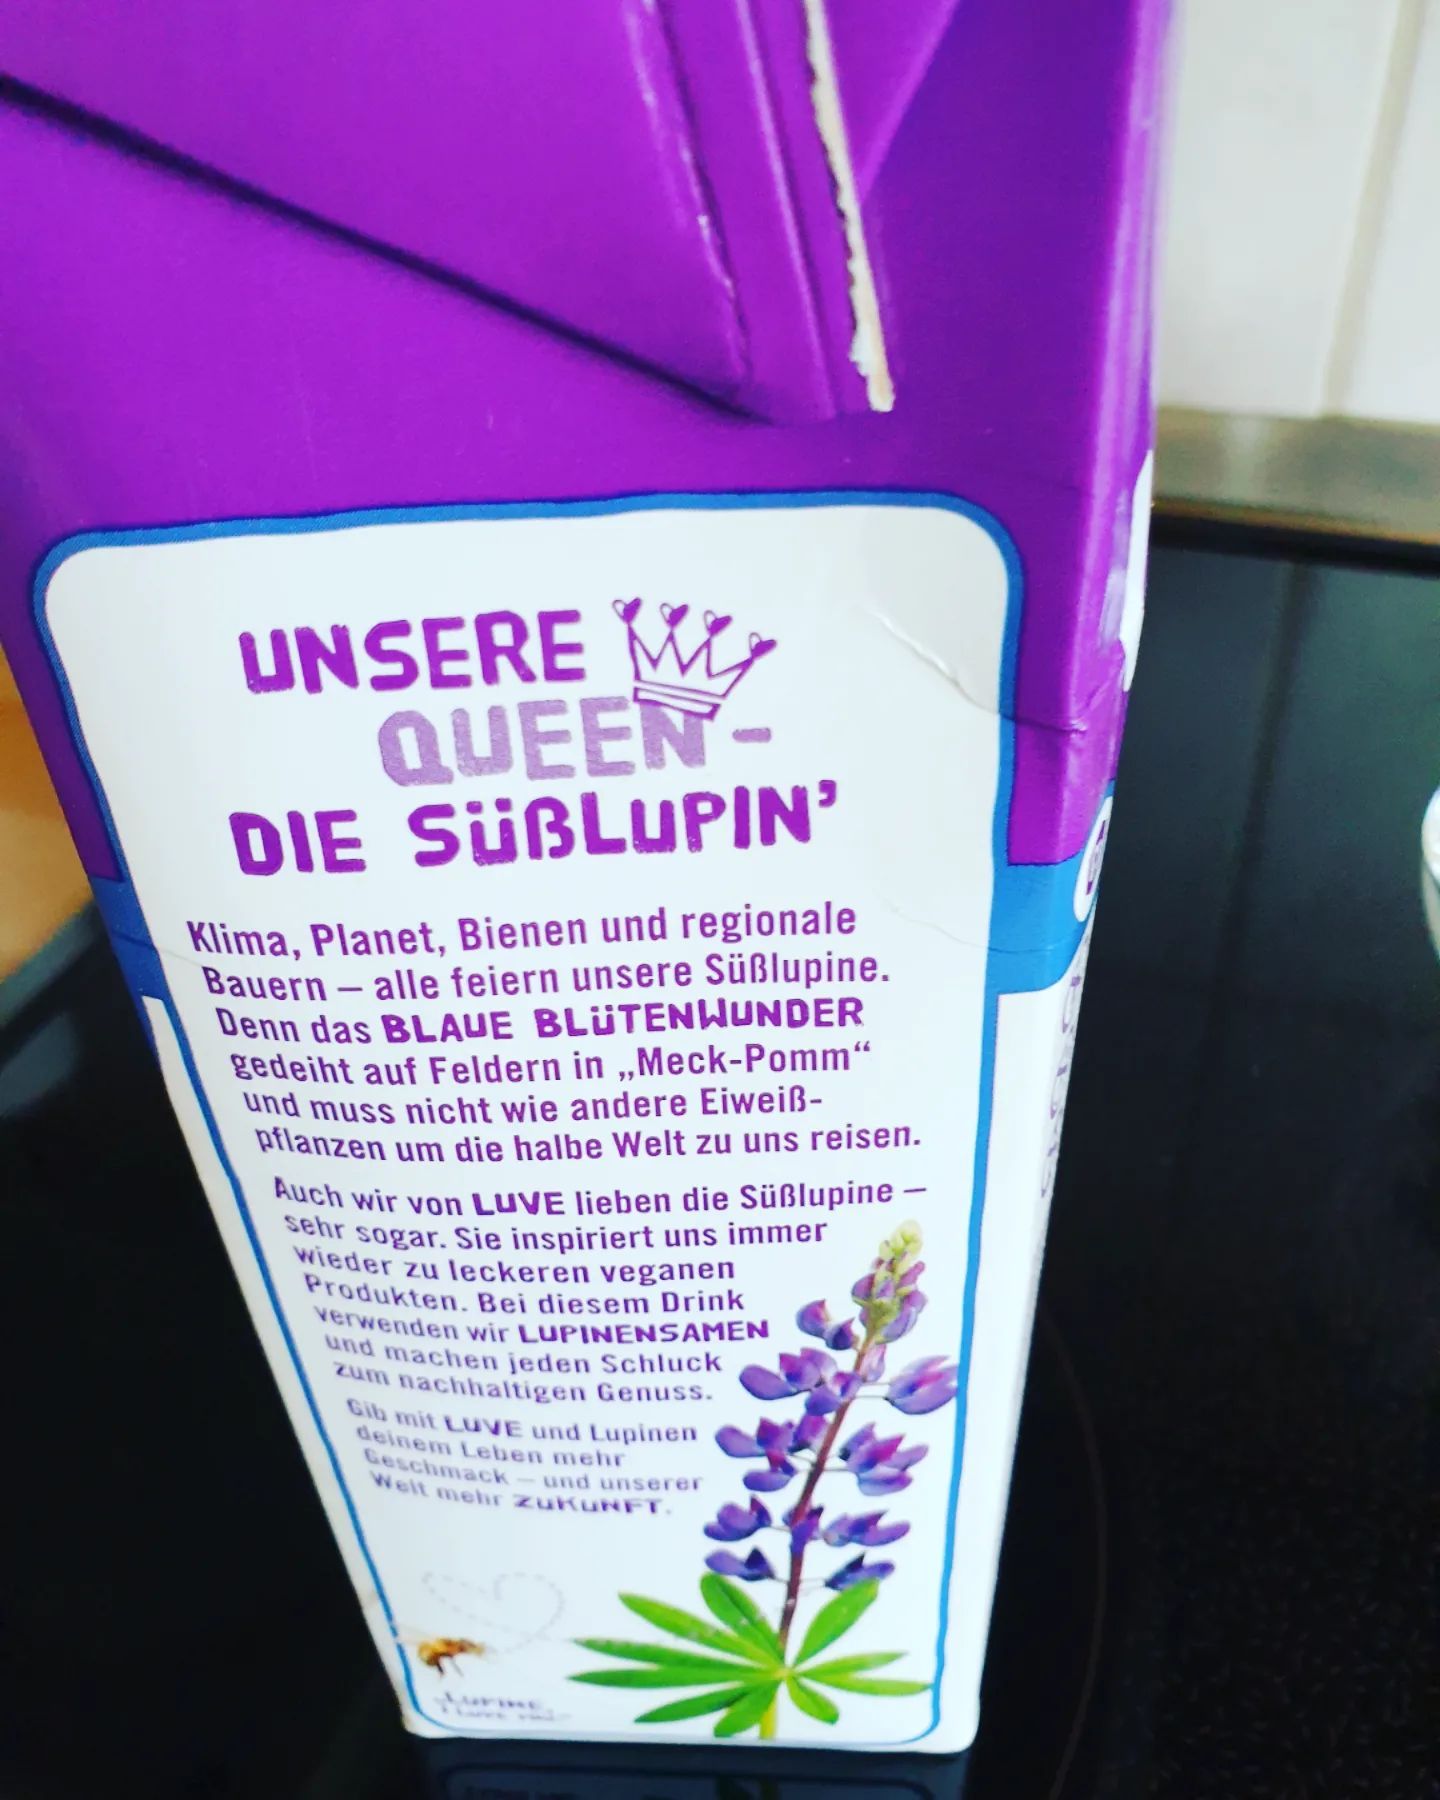 UNSERE
QUEEN -
DIE SÜßLUPIN’
Klima, Planet, Bienen und regionale
Bauern – alle feiern unsere Süßlupine.
Denn das BLAUE BLÜTENWUNDER
gedeiht auf Feldern in „Meck-Pomm“
und muss nicht wie andere Eiweiß-
pflanzen um die halbe Welt zu uns reisen.
Auch wir von LUVE lieben die Süßlupine –
sehr sogar. Sie inspiriert uns immer
wieder zu leckeren veganen
Produkten. Bei diesem Drink
verwenden wir LUPINENSAMEN
und machen jeden Schluck
zum nachhaltigen Genuss.
Gib mit LUVE und Lupinen
deinem Leben mehr
Geschmack – und unserer
Welt mehr ZUKUNFT.